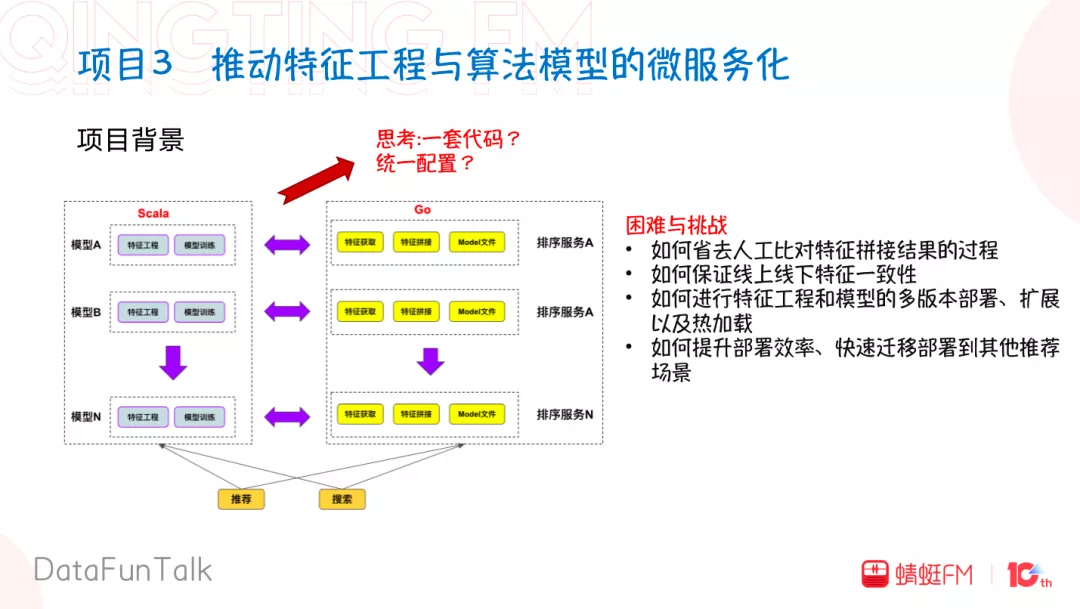 QINGTING FM
项目3 推动特征工程与算法模型的微服务化
项目背景
思考:一套代码？
统一配置？
Scala
模型A
特征工程
模型训练
模型B
特征工程
模型训练
模型N
特征工程
模型训练
Go
特征获取
特征拼接
Model文件
排序服务A
特征获取
特征拼接
Model文件
排序服务A
特征获取
特征拼接
Model文件
排序服务N
推荐
搜索
困难与挑战
• 如何省去人工比对特征拼接结果的过程
• 如何保证线上线下特征一致性
• 如何进行特征工程和模型的多版本部署、扩展
以及热加载
• 如何提升部署效率、快速迁移部署到其他推荐
场景
DataFunTalk
蜻蜓FM
10th